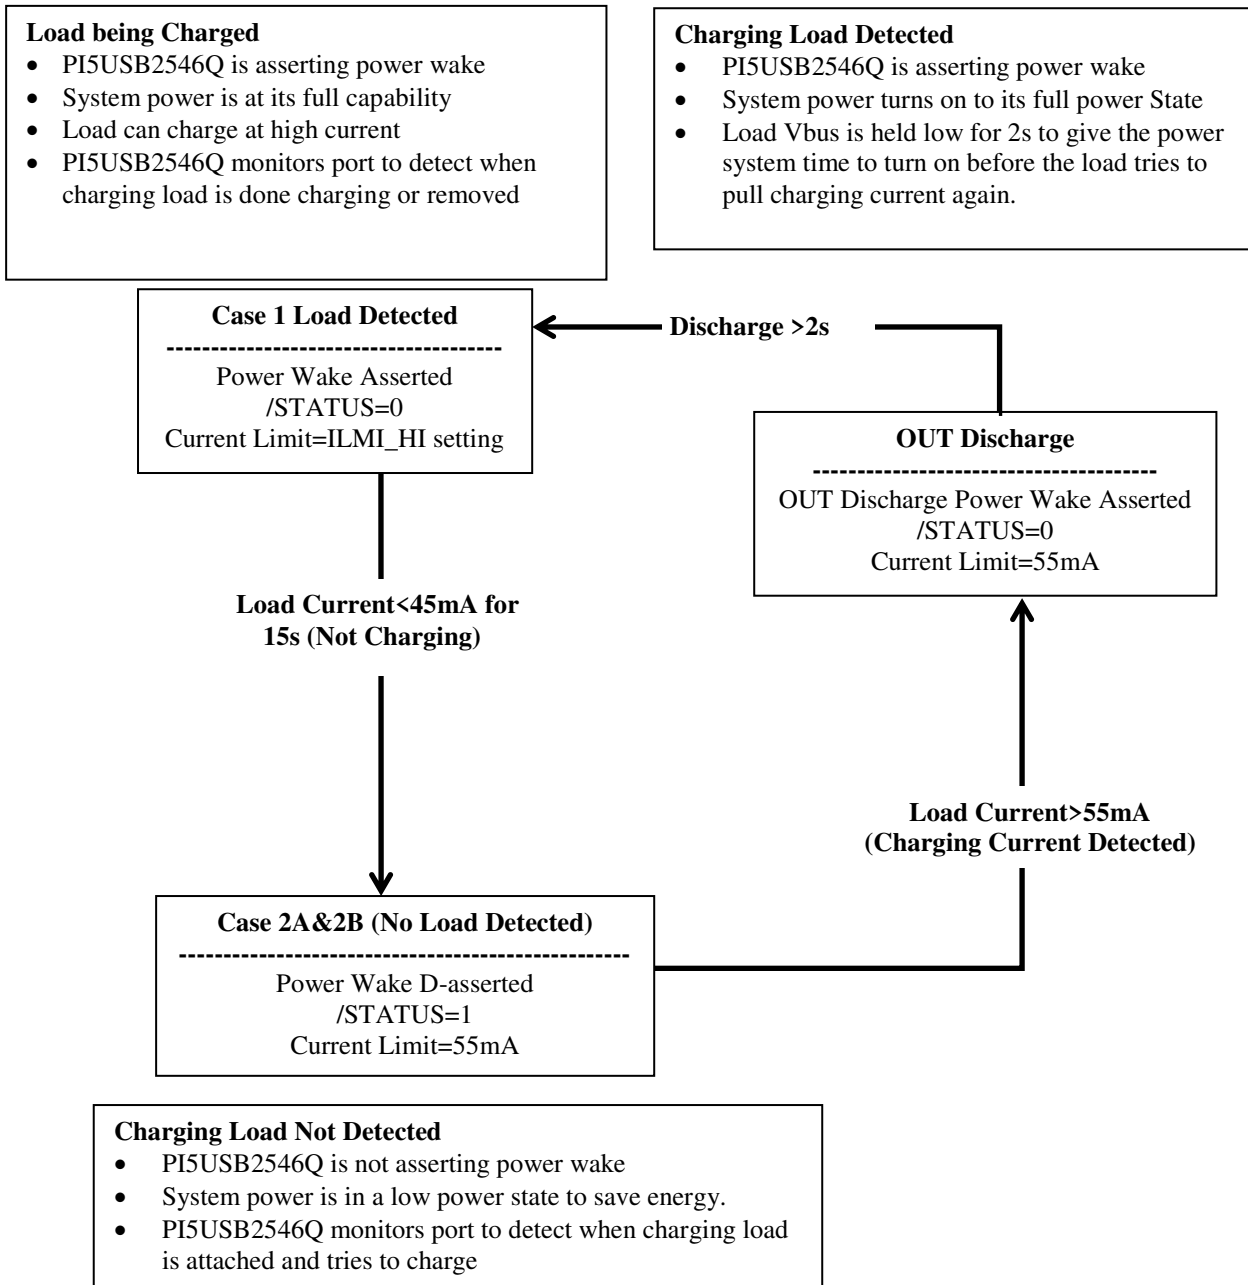 Load being Charged
• PI5USB2546Q is asserting power wake
• System power is at its full capability
• Load can charge at high current
• PI5USB2546Q monitors port to detect when
charging load is done charging or removed
Charging Load Detected
• PI5USB2546Q is asserting power wake
• System power turns on to its full power State
• Load Vbus is held low for 2s to give the power
system time to turn on before the load tries to
pull charging current again.
Case 1 Load Detected
--------------------------------------
Power Wake Asserted
/STATUS=0
Current Limit=ILMI_HI setting
Discharge >2s
OUT Discharge
---------------------------------------
OUT Discharge Power Wake Asserted
/STATUS=0
Current Limit=55mA
Load Current<45mA for
15s (Not Charging)
Load Current>55mA
(Charging Current Detected)
Case 2A&2B (No Load Detected)
---------------------------------------------------
Power Wake D-asserted
/STATUS=1
Current Limit=55mA
Charging Load Not Detected
• PI5USB2546Q is not asserting power wake
• System power is in a low power state to save energy.
• PI5USB2546Q monitors port to detect when charging load
is attached and tries to charge